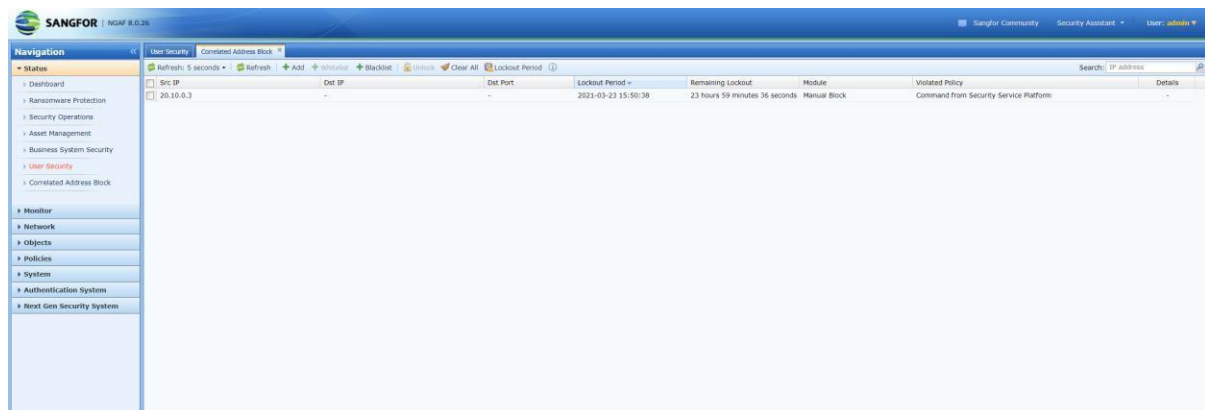 SANGFOR | NGAF 8.0.26
Sangfor Community Security Assistant User: admin
Navigation
User Security Correlated Address Block
Status
Refresh: 5 seconds Refresh Add Whitelist Blacklist Unlock Clear All Lockout Period Search: IP address
Src IP Dst IP Dst Port Lockout Period Remaining Lockout Module Violated Policy Details
20.10.0.3 - - 2021-03-23 15:50:38 23 hours 59 minutes 36 seconds Manual Block Command from Security Service Platform -
Dashboard
Ransomware Protection
Security Operations
Asset Management
Business System Security
User Security
Correlated Address Block
Monitor
Network
Objects
Policies
System
Authentication System
Next Gen Security System